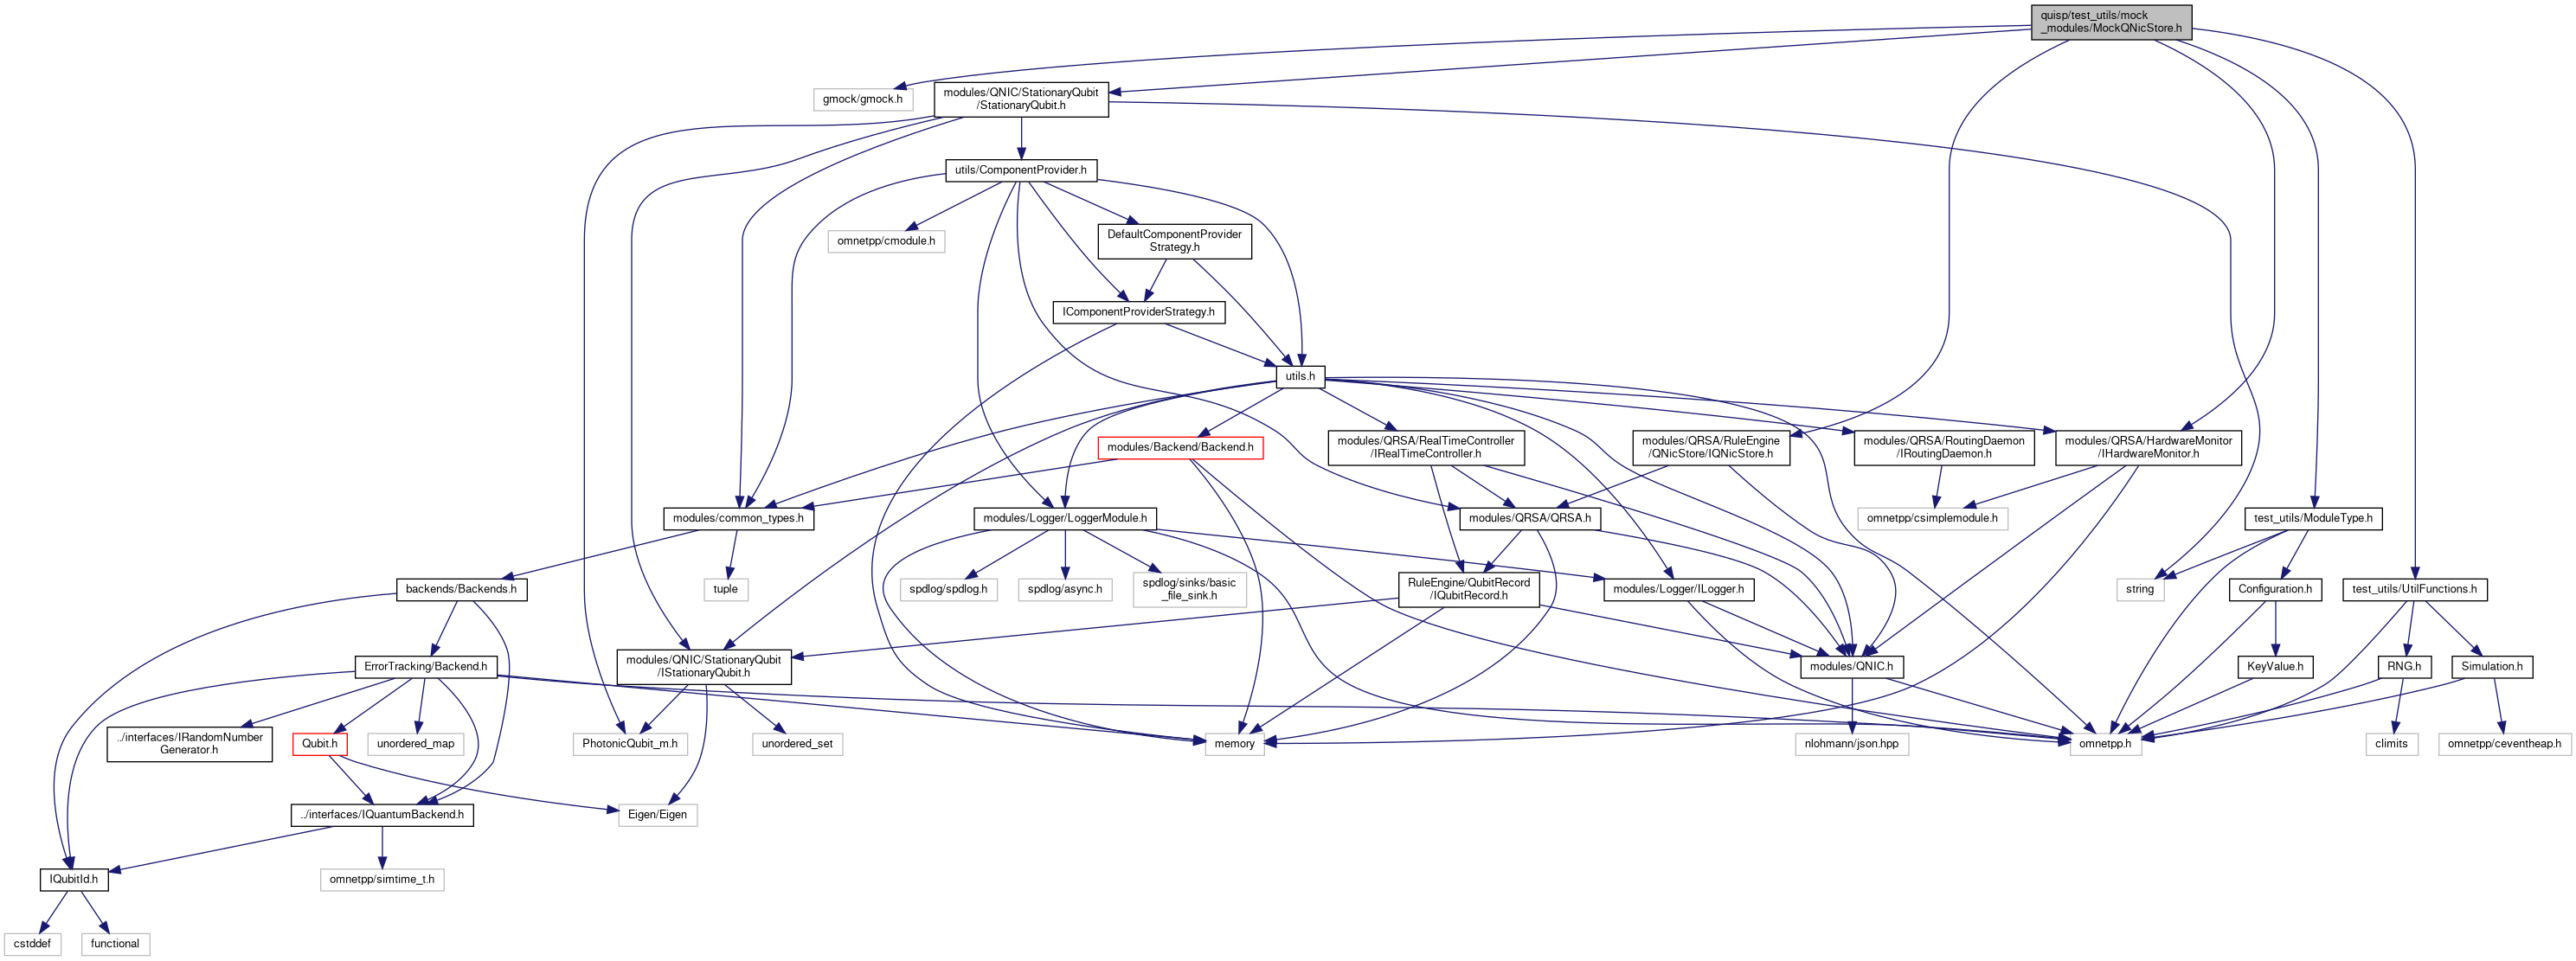 quisp/test_utils/mock
_modules/MockQNicStore.h
gmock/gmock.h
modules/QNIC/StationaryQubit
/StationaryQubit.h
utils/ComponentProvider.h
omnetpp/cmodule.h
DefaultComponentProvider
Strategy.h
IComponentProviderStrategy.h
utils.h
modules/Backend/Backend.h
modules/QRSA/RealTimeController
/IRealTimeController.h
modules/QRSA/RuleEngine
/QNicStore/IQNicStore.h
modules/QRSA/RoutingDaemon
/IRoutingDaemon.h
modules/QRSA/HardwareMonitor
/IHardwareMonitor.h
modules/common_types.h
modules/Logger/LoggerModule.h
modules/QRSA/QRSA.h
omnetpp/csimplemodule.h
test_utils/ModuleType.h
backends/Backends.h
tuple
spdlog/spdlog.h
spdlog/async.h
spdlog/sinks/basic
_file_sink.h
RuleEngine/QubitRecord
/IQubitRecord.h
modules/Logger/ILogger.h
string
Configuration.h
test_utils/UtilFunctions.h
ErrorTracking/Backend.h
modules/QNIC/StationaryQubit
/IStationaryQubit.h
modules/QNIC.h
KeyValue.h
RNG.h
Simulation.h
../interfaces/IRandomNumber
Generator.h
Qubit.h
unordered_map
PhotonicQubit_m.h
unordered_set
memory
nlohmann/json.hpp
omnetpp.h
climits
omnetpp/ceventheap.h
../interfaces/IQuantumBackend.h
Eigen/Eigen
IQubitId.h
omnetpp/simtime_t.h
cstddef
functional